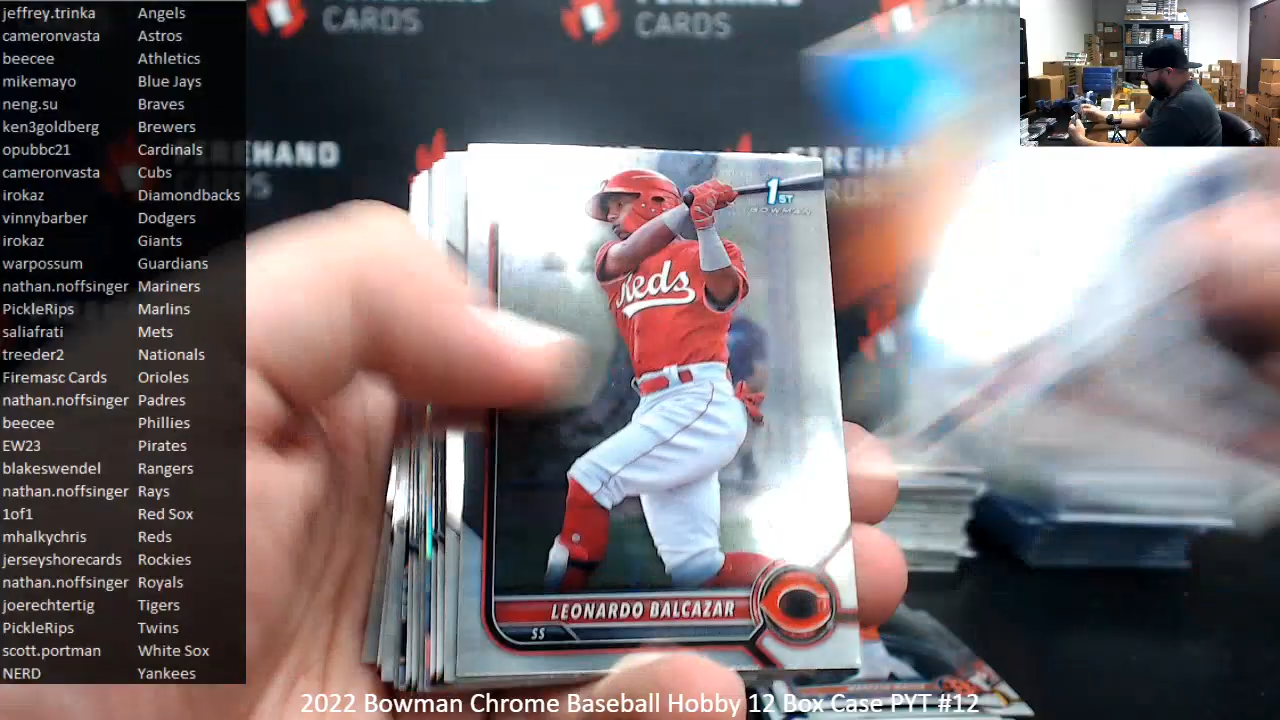 jeffrey.trinka Angels
cameronvasta Astros
beecee Athletics
mikemayo Blue Jays
neng.su Braves
ken3goldberg Brewers
opubbc21 Cardinals
cameronvasta Cubs
irokaz Diamondbacks
vinnybarber Dodgers
irokaz Giants
warpossum Guardians
nathan.noffsinger Mariners
PickleRips Marlins
saliafrati Mets
treeder2 Nationals
Firemasc Cards Orioles
nathan.noffsinger Padres
beecee Phillies
EW23 Pirates
blakeswendel Rangers
nathan.noffsinger Rays
1of1 Red Sox
mhalkychris Reds
jerseyshorecards Rockies
nathan.noffsinger Royals
joerechtertig Tigers
PickleRips Twins
scott.portman White Sox
NERD Yankees
CARDS
CARDS
1ST
BOWMAN
Reds
LEONARDO BALCAZAR
SS
2022 Bowman Chrome Baseball Hobby 12 Box Case PYT #12